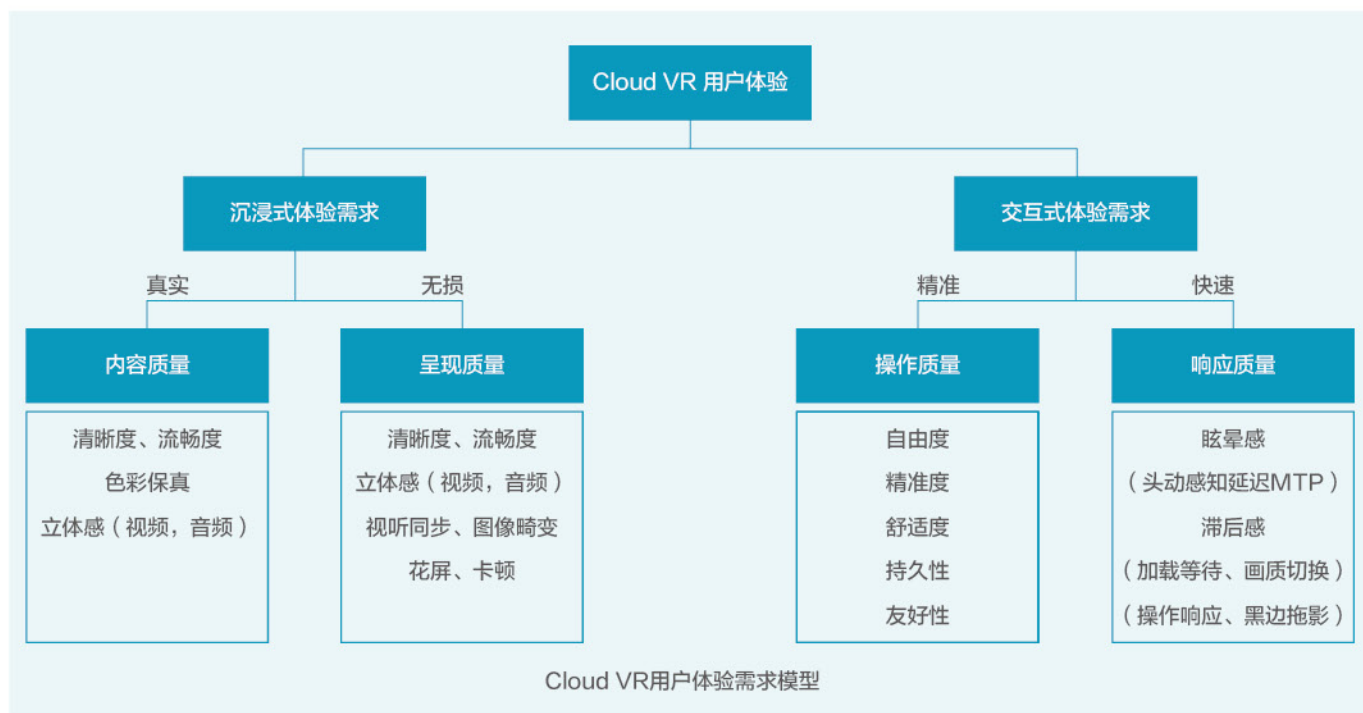 Cloud VR 用户体验
沉浸式体验需求
交互式体验需求
真实
无损
精准
快速
内容质量
呈现质量
操作质量
响应质量
清晰度、流畅度
色彩保真
立体感（视频，音频）
清晰度、流畅度
立体感（视频，音频）
视听同步、图像畸变
花屏、卡顿
自由度
精准度
舒适度
持久性
友好性
眩晕感
（头动感知延迟MTP）
滞后感
（加载等待、画质切换）
（操作响应、黑边拖影）
Cloud VR用户体验需求模型